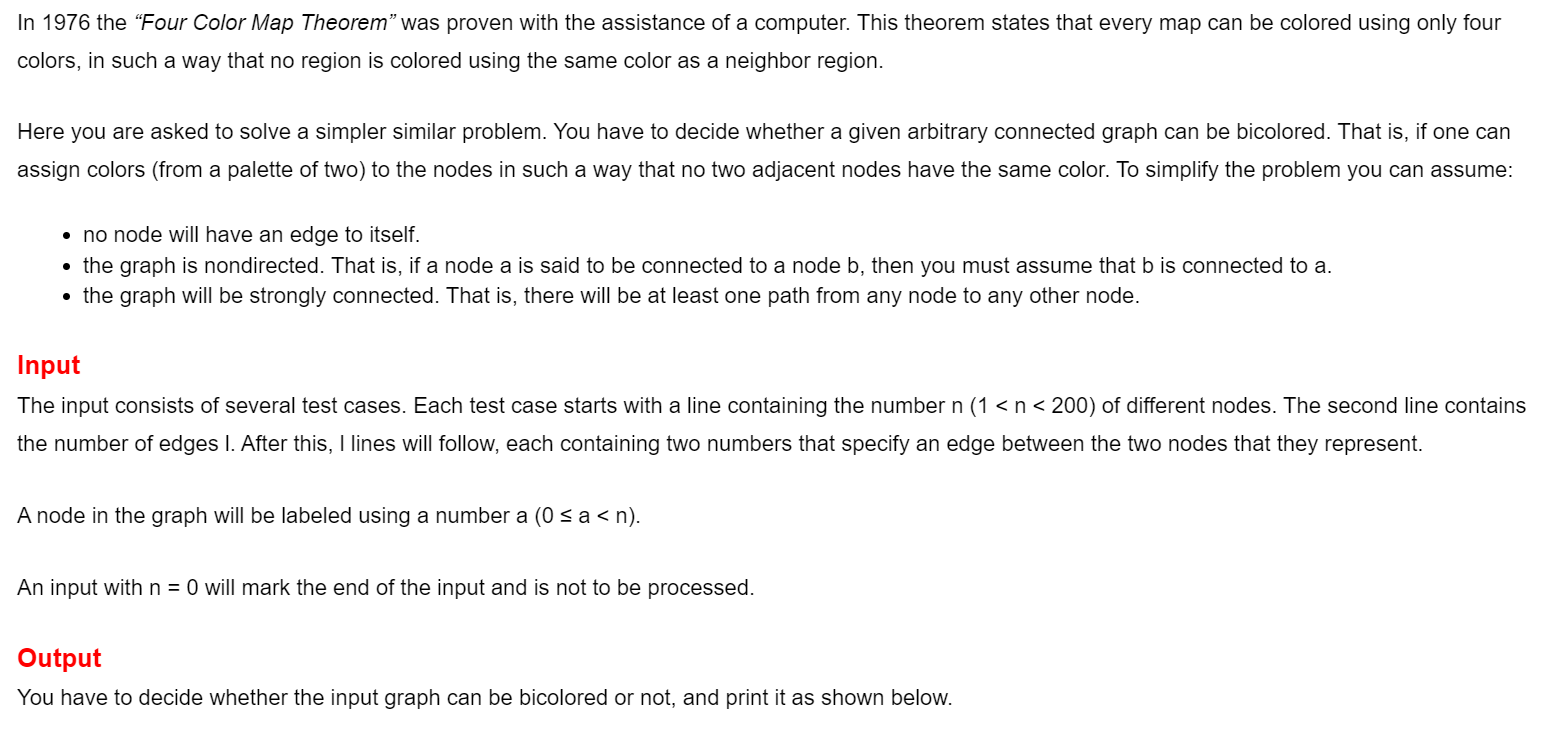 In 1976 the “Four Color Map Theorem” was proven with the assistance of a computer. This theorem states that every map can be colored using only four
colors, in such a way that no region is colored using the same color as a neighbor region.
Here you are asked to solve a simpler similar problem. You have to decide whether a given arbitrary connected graph can be bicolored. That is, if one can
assign colors (from a palette of two) to the nodes in such a way that no two adjacent nodes have the same color. To simplify the problem you can assume:
• no node will have an edge to itself.
• the graph is nondirected. That is, if a node a is said to be connected to a node b, then you must assume that b is connected to a.
• the graph will be strongly connected. That is, there will be at least one path from any node to any other node.
Input
The input consists of several test cases. Each test case starts with a line containing the number n (1 < n < 200) of different nodes. The second line contains
the number of edges l. After this, l lines will follow, each containing two numbers that specify an edge between the two nodes that they represent.
A node in the graph will be labeled using a number a (0 ≤ a < n).
An input with n = 0 will mark the end of the input and is not to be processed.
Output
You have to decide whether the input graph can be bicolored or not, and print it as shown below.